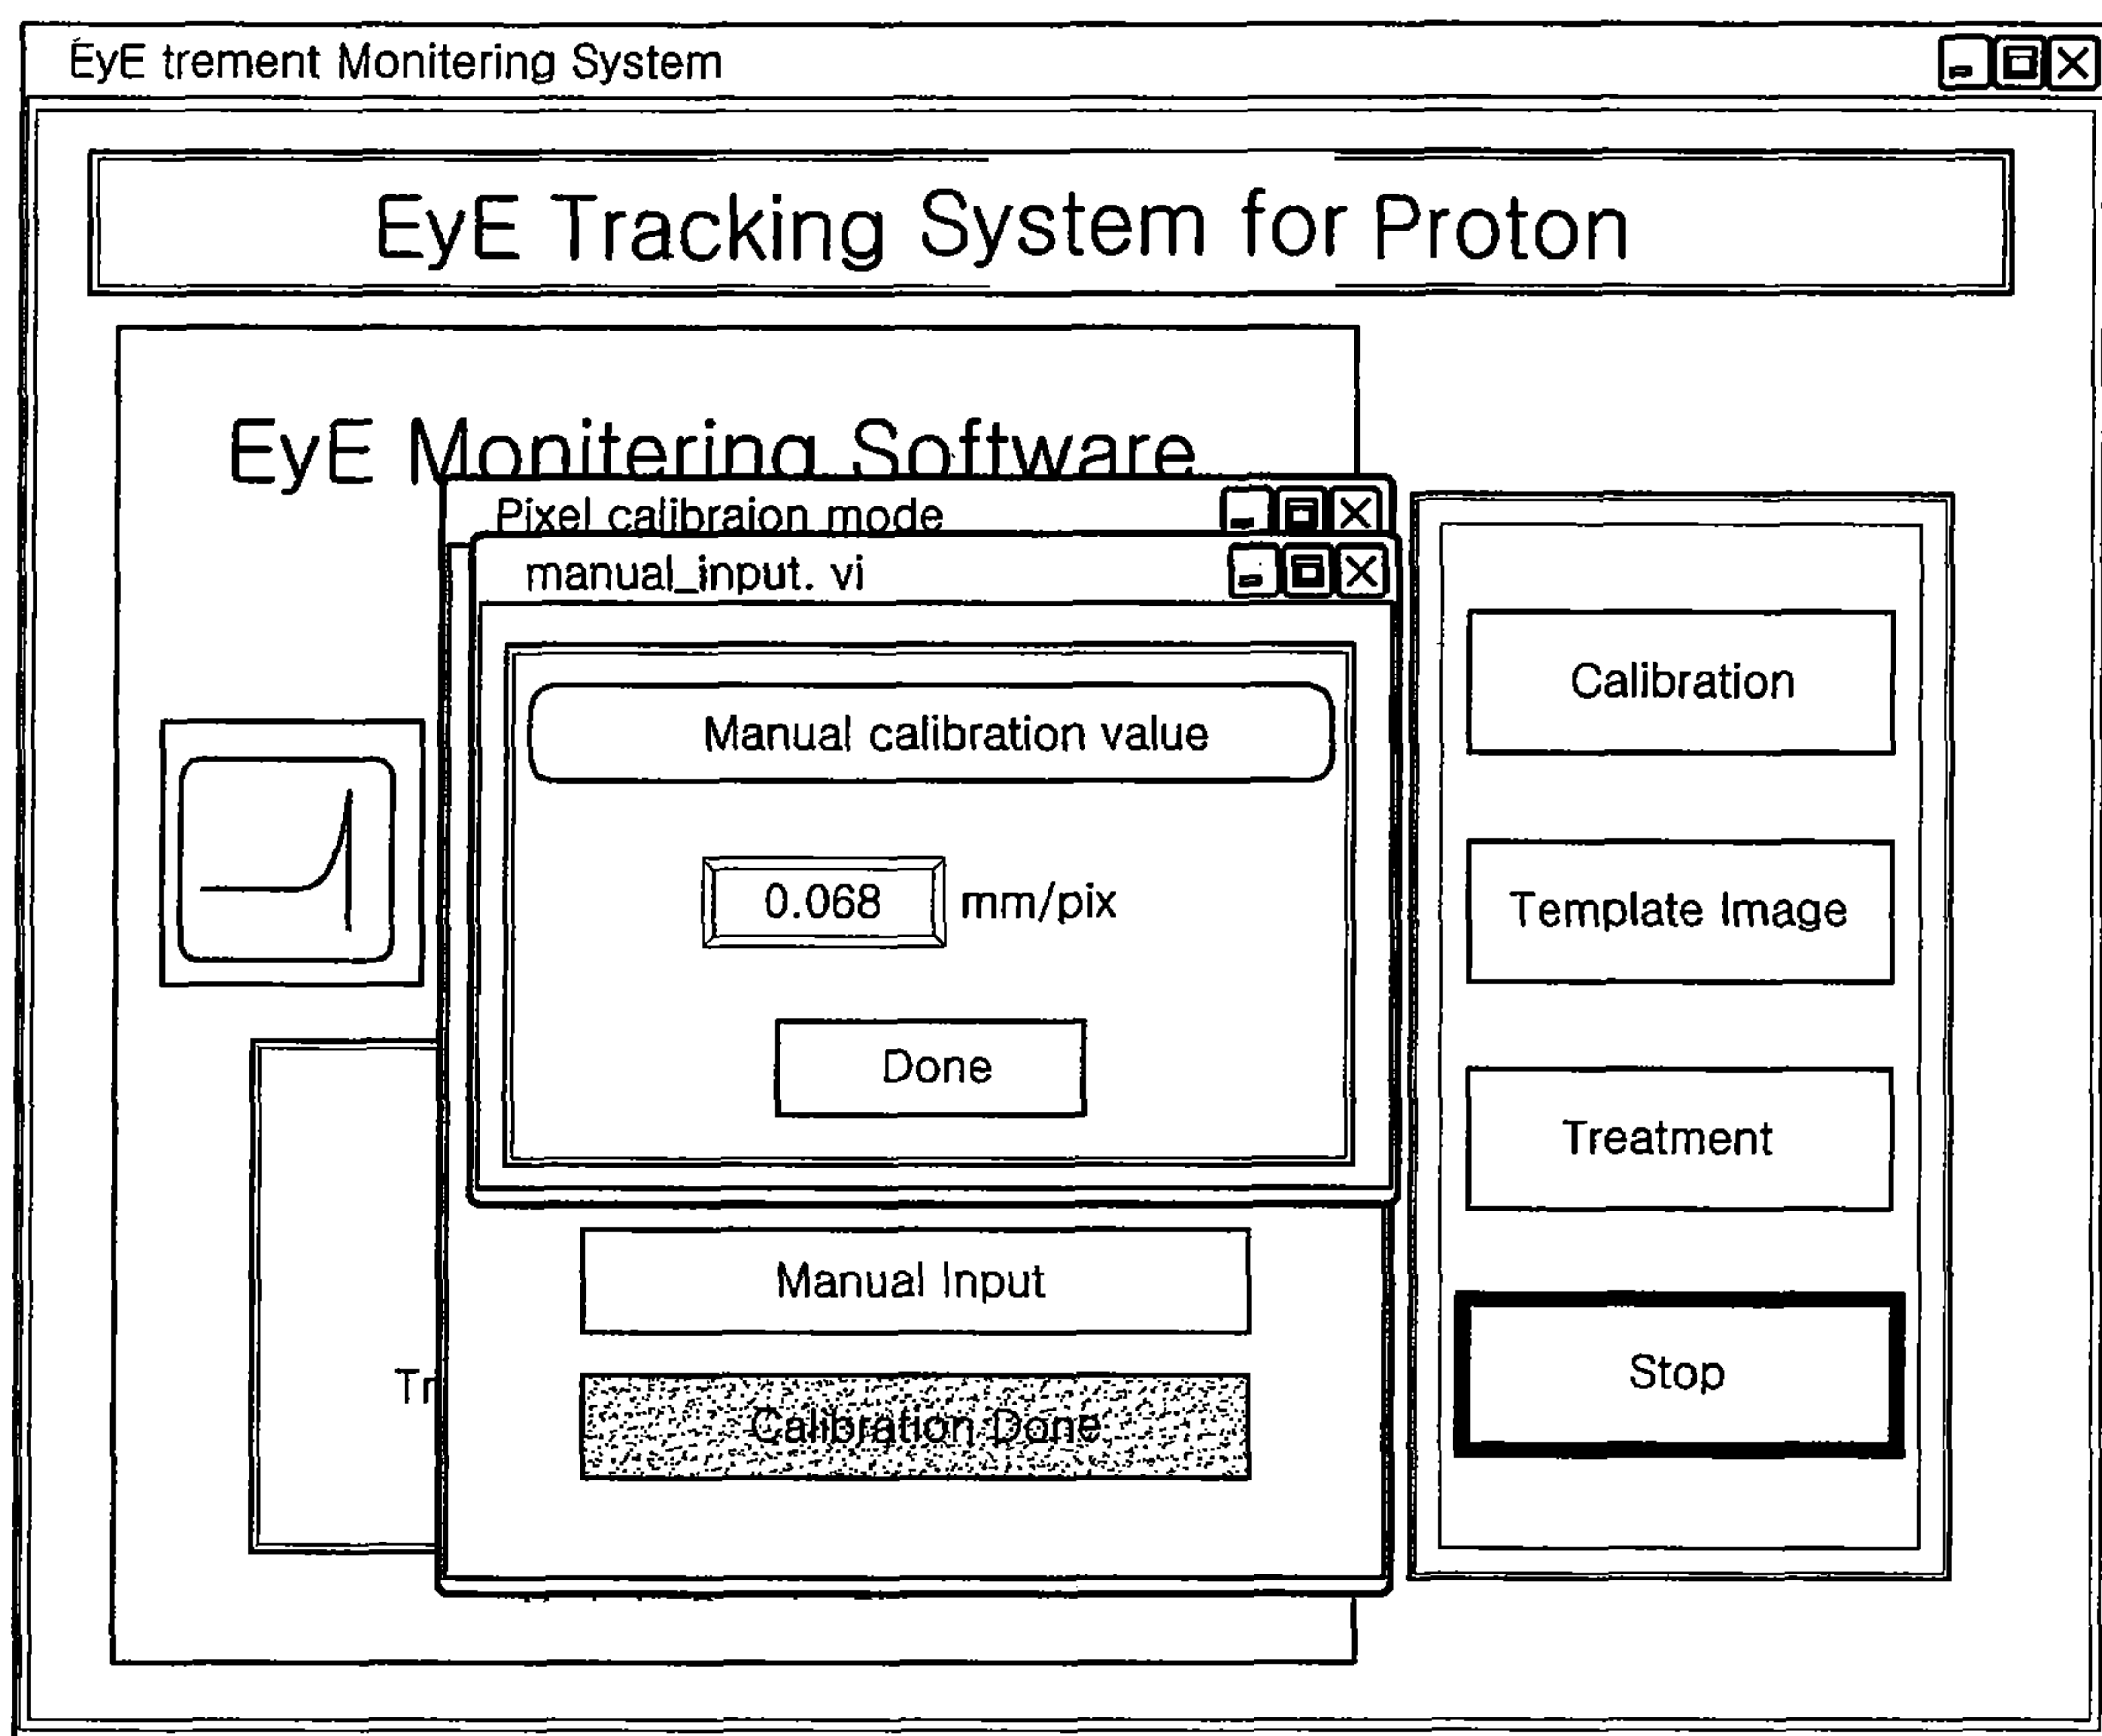 EyE trement Monitering System
EyE Tracking System for Proton
EyE Monitering Software
Pixel calibraion mode
manual_input. vi
Manual calibration value
0.068 mm/pix
Done
Manual Input
Calibration Done
Tr
Calibration
Template Image
Treatment
Stop